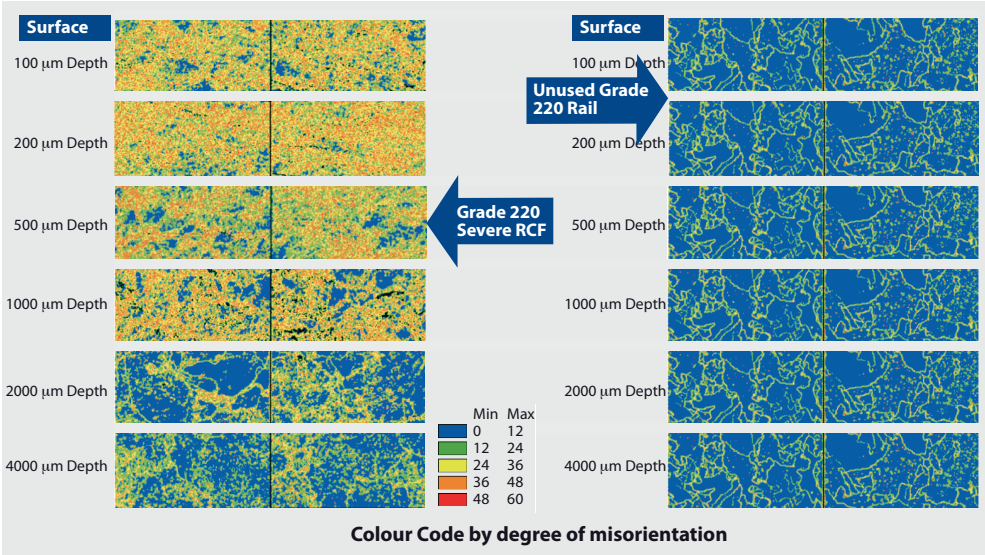 Surface
100 μm Depth
200 μm Depth
500 μm Depth
1000 μm Depth
2000 μm Depth
4000 μm Depth
Grade 220
Severe RCF
Unused Grade
220 Rail
Surface
100 μm Depth
200 μm Depth
500 μm Depth
1000 μm Depth
2000 μm Depth
4000 μm Depth
Min Max
0 12
12 24
24 36
36 48
48 60
Colour Code by degree of misorientation